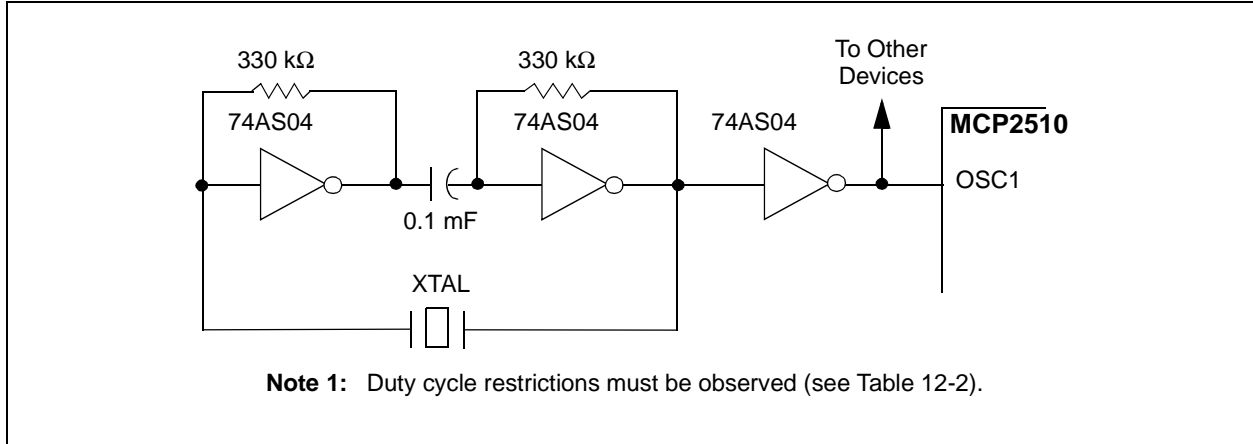 330 kΩ
330 kΩ
To Other
Devices
74AS04
74AS04
74AS04
MCP2510
OSC1
0.1 mF
XTAL
Note 1: Duty cycle restrictions must be observed (see Table 12-2).